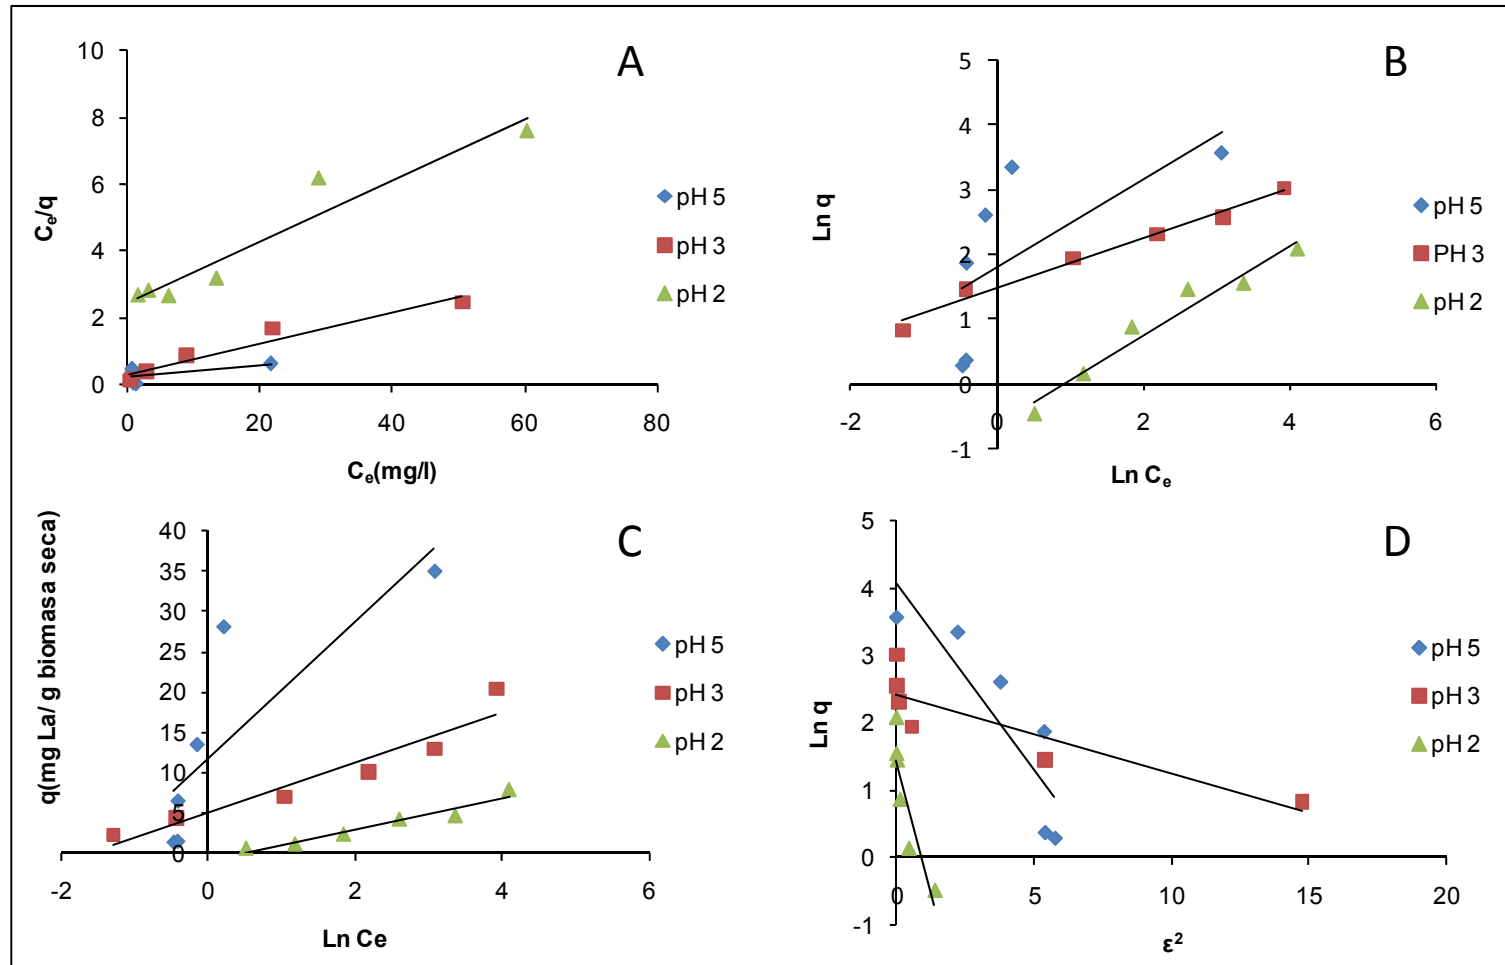 A
10
8
6
4
2
0
0 20 40 60 80
Cₑ/q
Cₑ(mg/l)
pH 5
pH 3
pH 2
B
5
4
3
2
1
0
-1
-2 0 2 4 6
Ln q
Ln Cₑ
pH 5
PH 3
pH 2
C
40
35
30
25
20
15
10
5
0
-2 0 2 4 6
q(mg La/ g biomasa seca)
Ln Ce
pH 5
pH 3
pH 2
D
5
4
3
2
1
0
-1
0 5 10 15 20
Ln q
ε²
pH 5
pH 3
pH 2